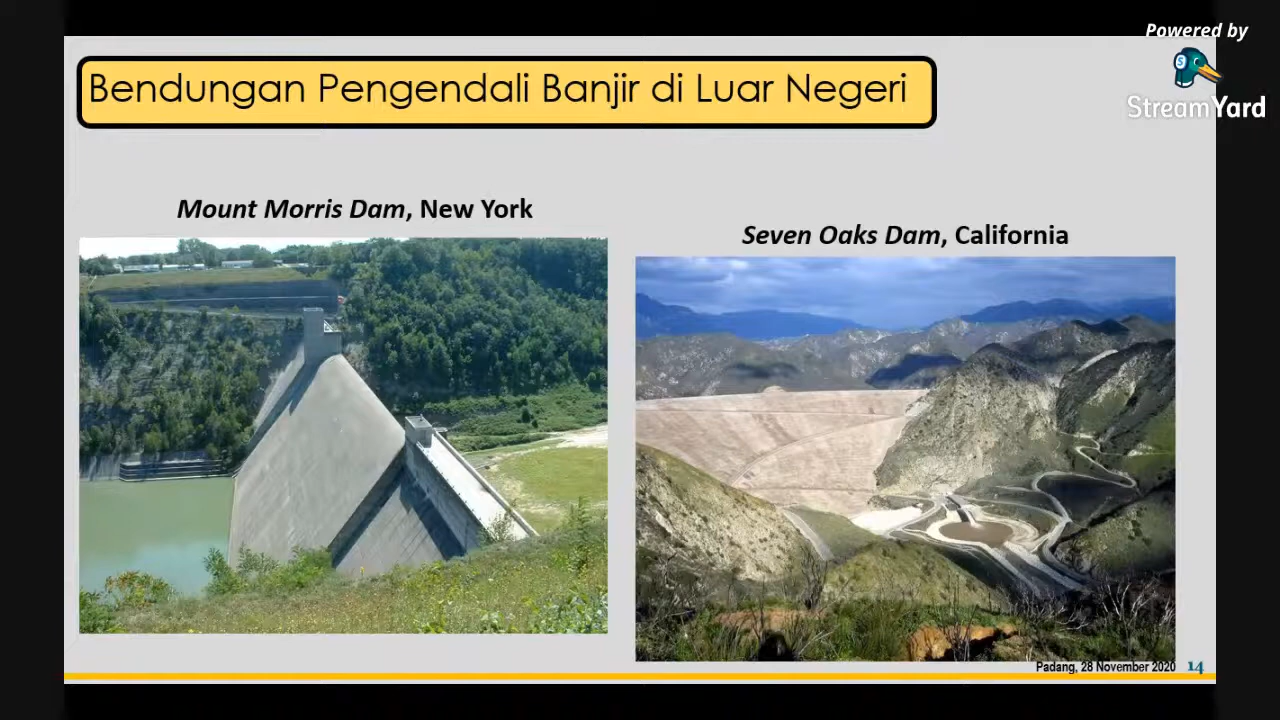 Powered by
StreamYard
Bendungan Pengendali Banjir di Luar Negeri
Mount Morris Dam, New York
Seven Oaks Dam, California
Padang, 28 November 2020 14